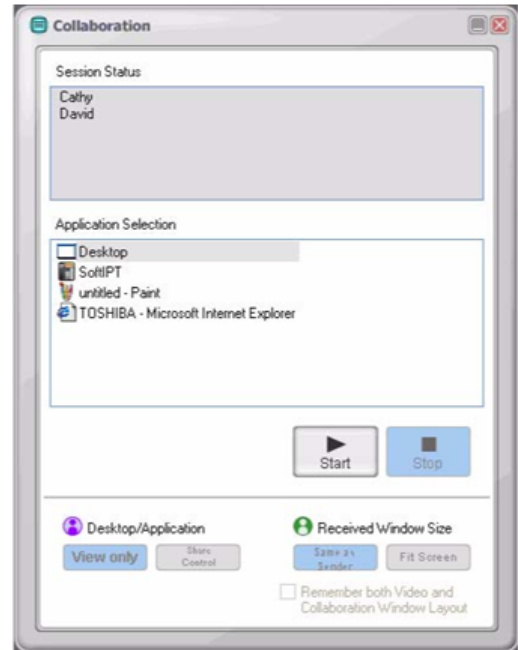 Collaboration
Session Status
Cathy
David
Application Selection
Desktop
SoftIPT
untitled - Paint
TOSHIBA - Microsoft Internet Explorer
Start
Stop
Desktop/Application
Received Window Size
View only
Share
Control
Same as
Sender
Fit Screen
Remember both Video and
Collaboration Window Layout